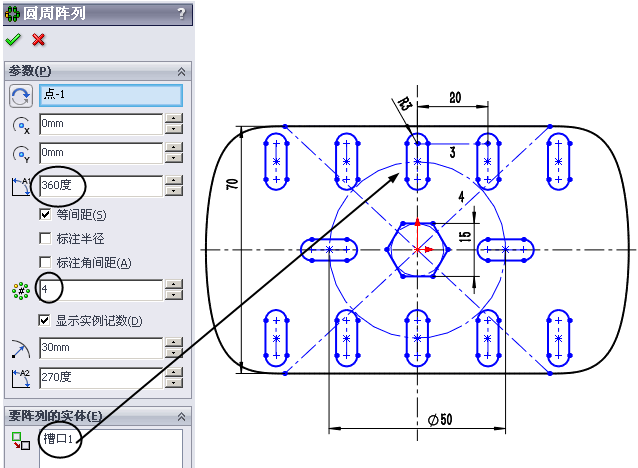 圆周阵列
?
参数(P)
点-1
X
0mm
Y
0mm
A1
360度
等间距(S)
标注半径
标注角间距(A)
#
4
显示实例记数(D)
30mm
A2
270度
要阵列的实体(E)
槽口1
R3
20
3
70
4
15
∅50